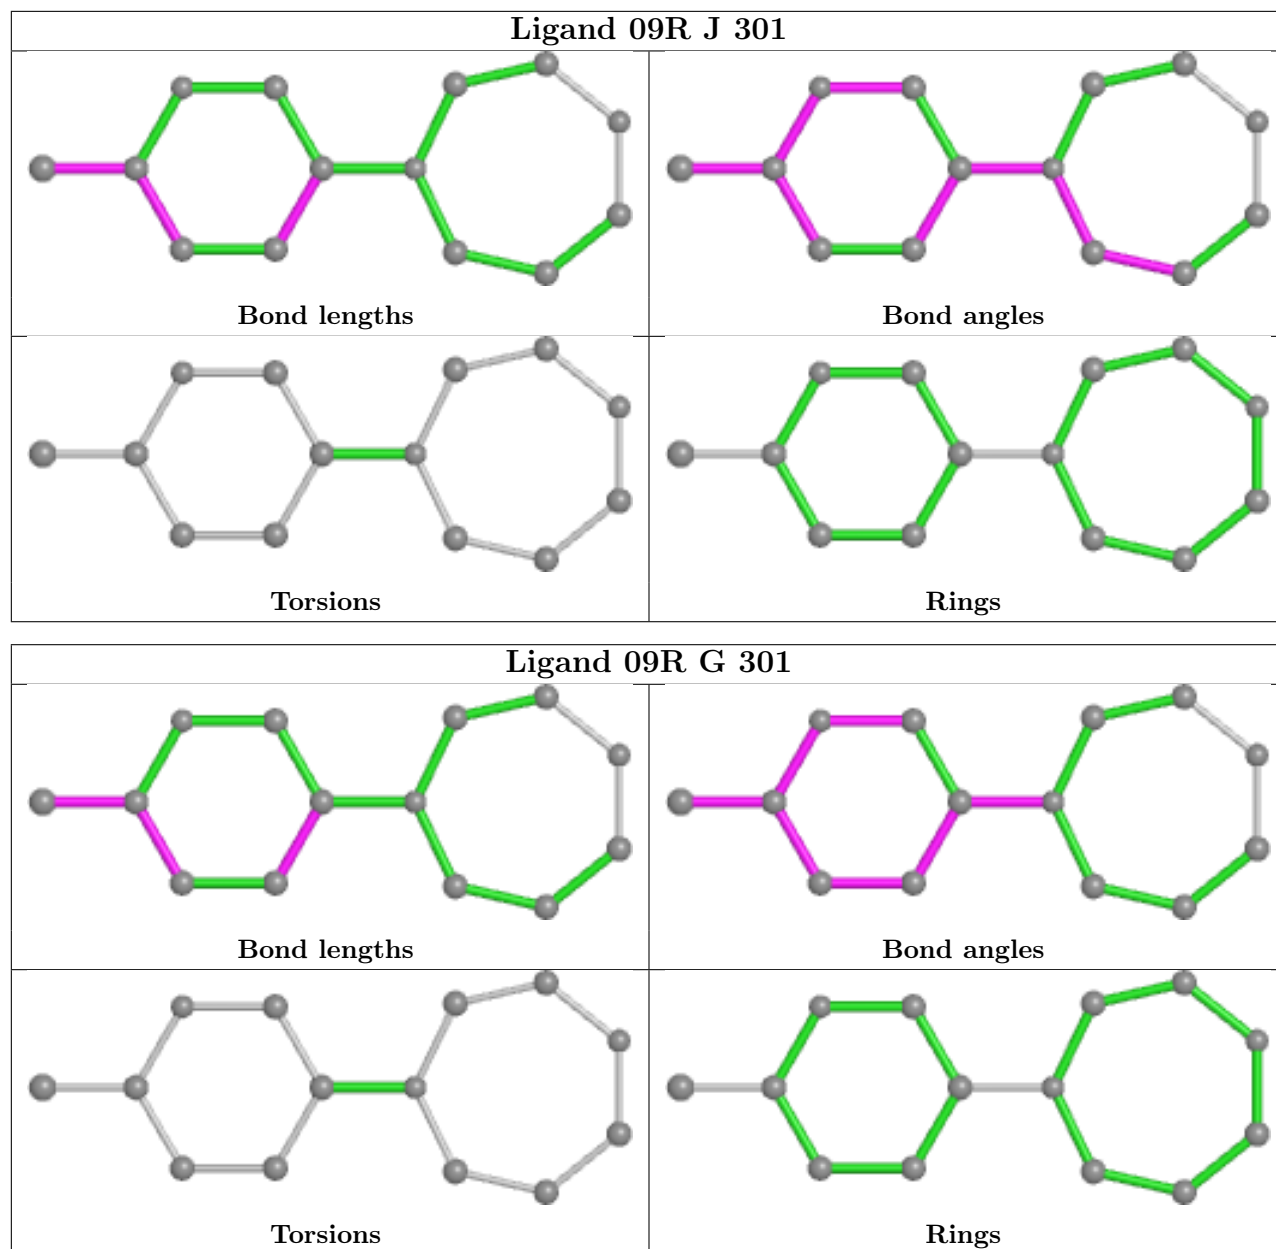 Ligand 09R J 301
Bond lengths
Bond angles
Torsions
Rings
Ligand 09R G 301
Bond lengths
Bond angles
Torsions
Rings